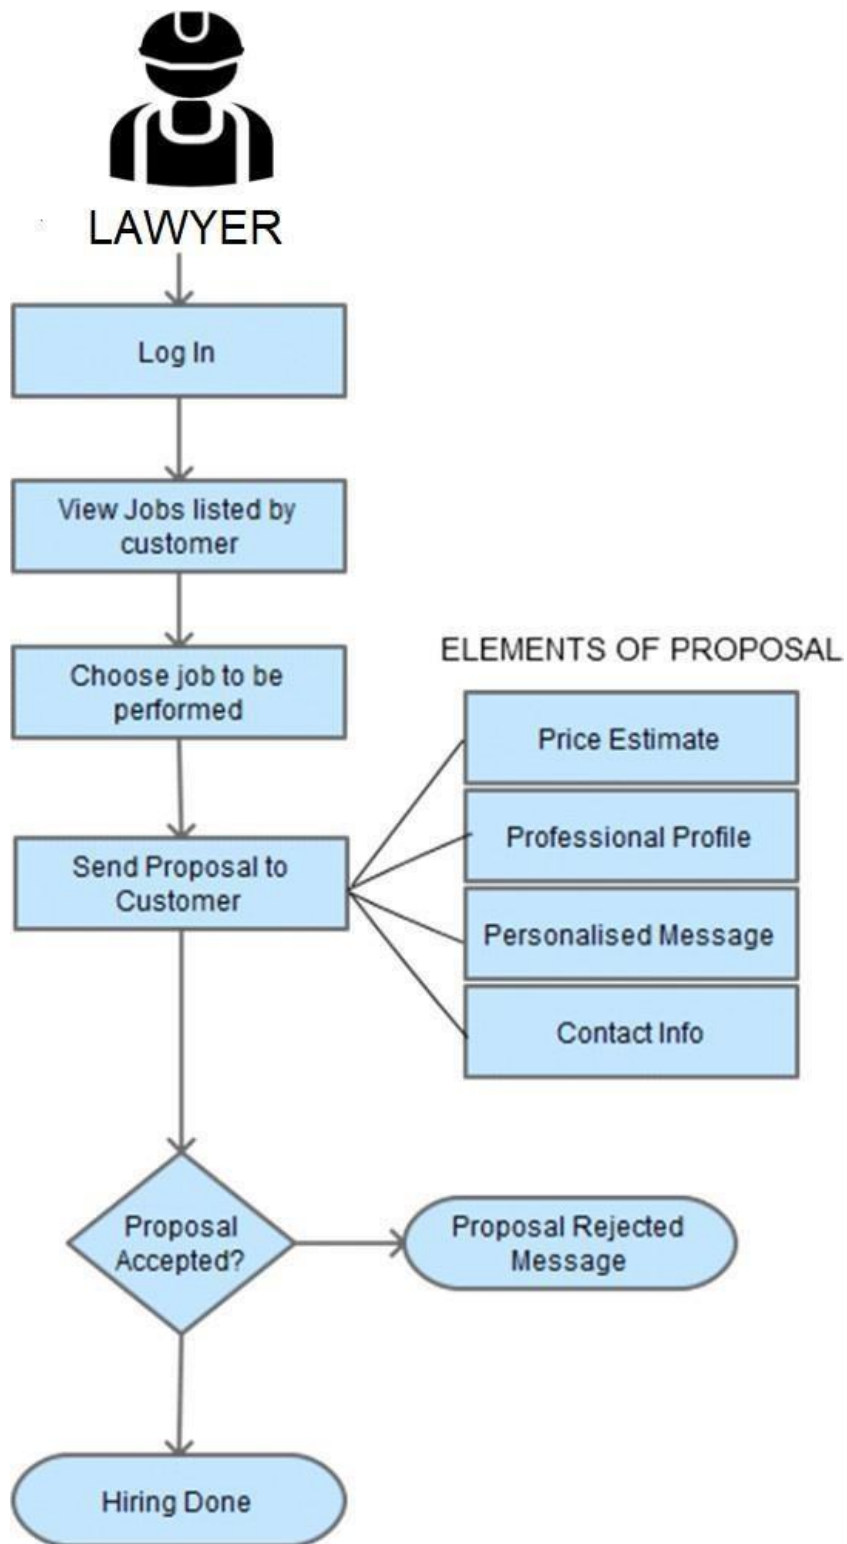 LAWYER
Log In
View Jobs listed by
customer
Choose job to be
performed
ELEMENTS OF PROPOSAL
Send Proposal to
Customer
Price Estimate
Professional Profile
Personalised Message
Contact Info
Proposal
Accepted?
Proposal Rejected
Message
Hiring Done